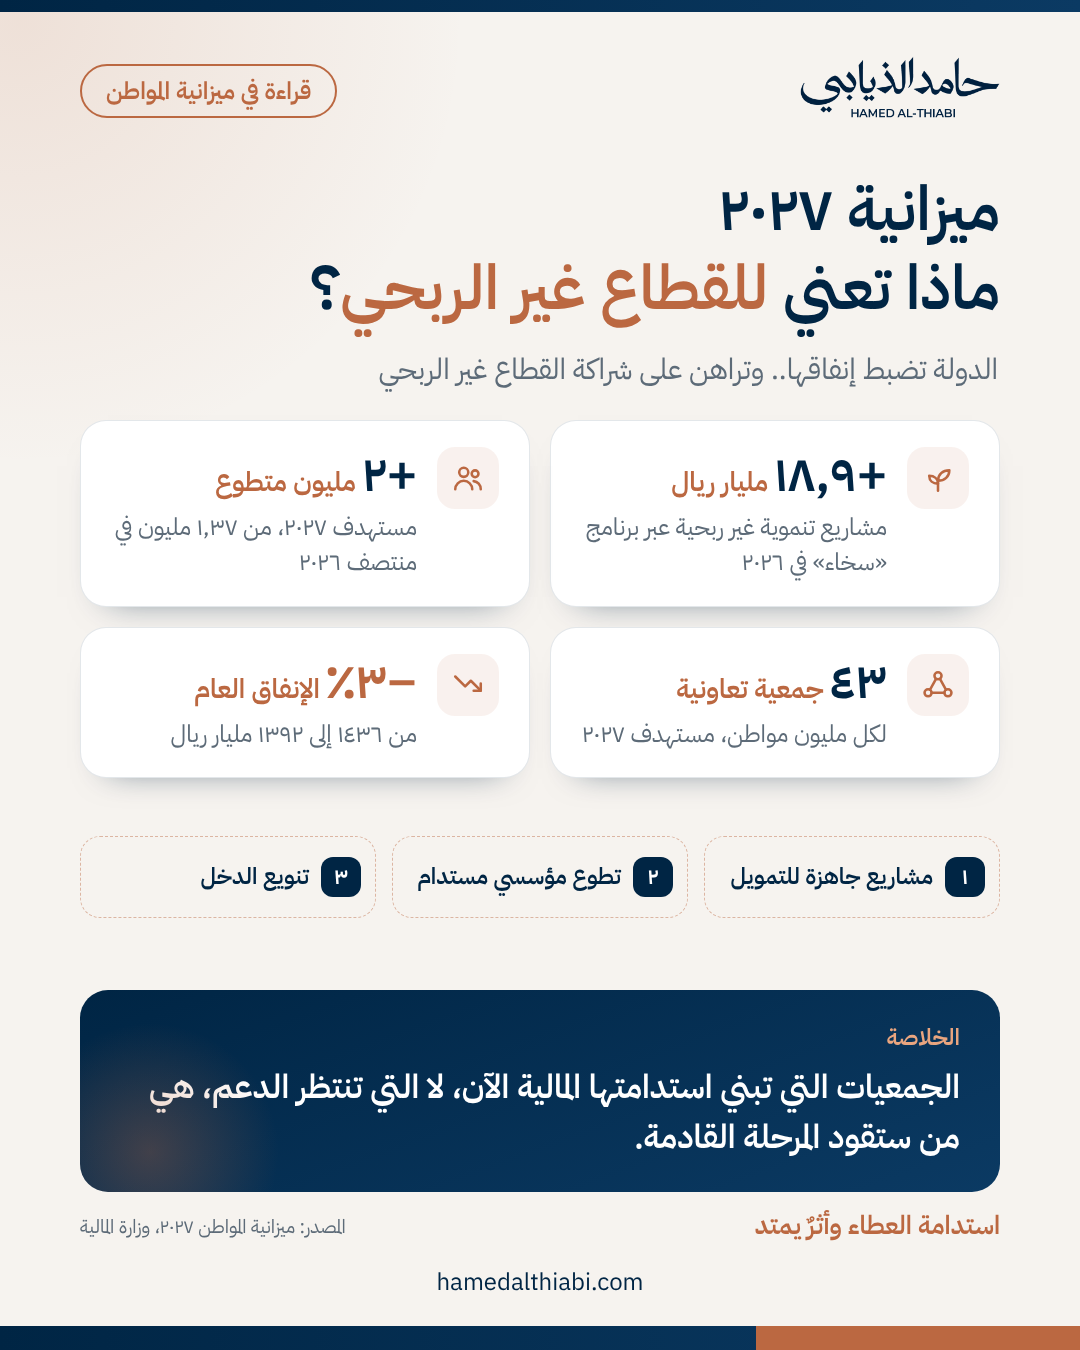 حامد الذيابي
HAMED AL-THIABI
قراءة في ميزانية المواطن
ميزانية ٢٠٢٧
ماذا تعني للقطاع غير الربحي؟
الدولة تضبط إنفاقها.. وتراهن على شراكة القطاع غير الربحي
+١٨,٩ مليار ريال
مشاريع تنموية غير ربحية عبر برنامج
«سخاء» في ٢٠٢٦
+٢ مليون متطوع
مستهدف ٢٠٢٧، من ١,٣٧ مليون في
منتصف ٢٠٢٦
٤٣ جمعية تعاونية
لكل مليون مواطن، مستهدف ٢٠٢٧
−٣٪ الإنفاق العام
من ١٤٣٦ إلى ١٣٩٢ مليار ريال
١ مشاريع جاهزة للتمويل
٢ تطوع مؤسسي مستدام
٣ تنويع الدخل
الخلاصة
الجمعيات التي تبني استدامتها المالية الآن، لا التي تنتظر الدعم، هي
من ستقود المرحلة القادمة.
استدامة العطاء وأثرٌ يمتد
المصدر: ميزانية المواطن ٢٠٢٧، وزارة المالية
hamedalthiabi.com